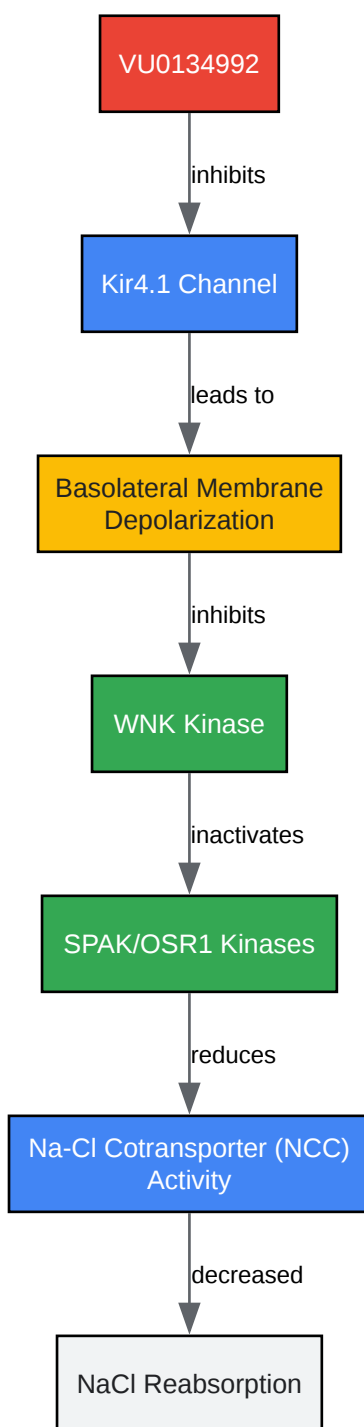 VU0134992
inhibits
Kir4.1 Channel
leads to
Basolateral Membrane
Depolarization
inhibits
WNK Kinase
inactivates
SPAK/OSR1 Kinases
reduces
Na-Cl Cotransporter (NCC)
Activity
decreased
NaCl Reabsorption